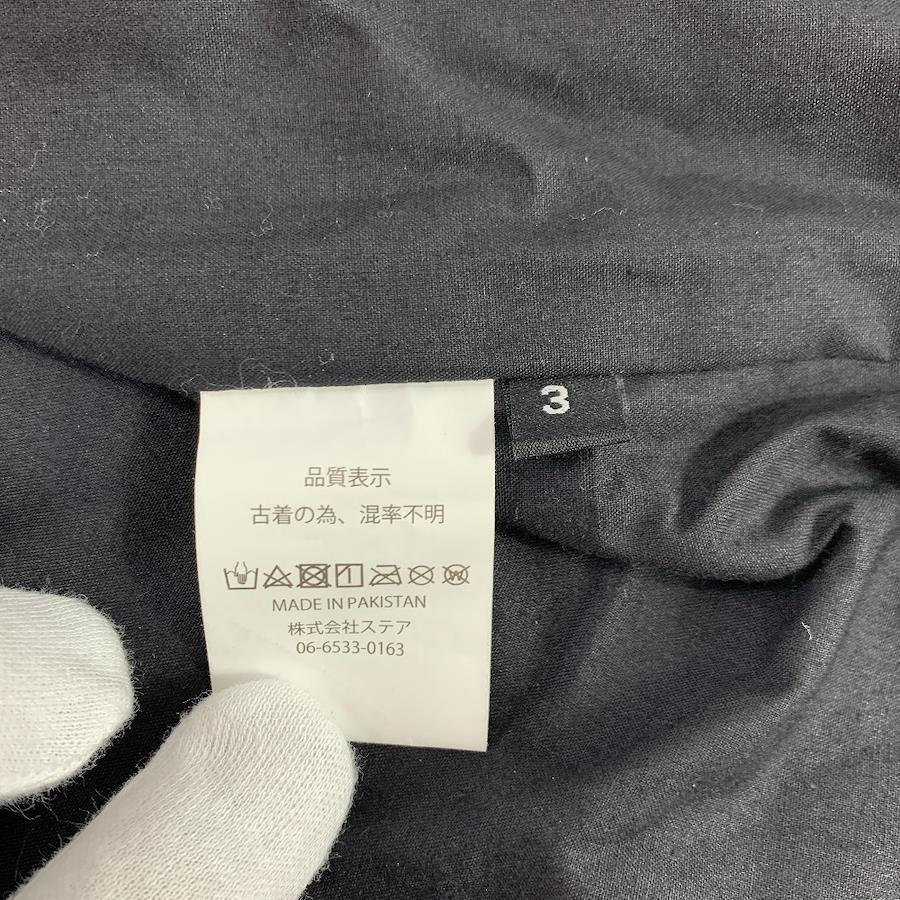 3
品質表示
古着の為、混率不明
MADE IN PAKISTAN
株式会社ステア
06-6533-0163